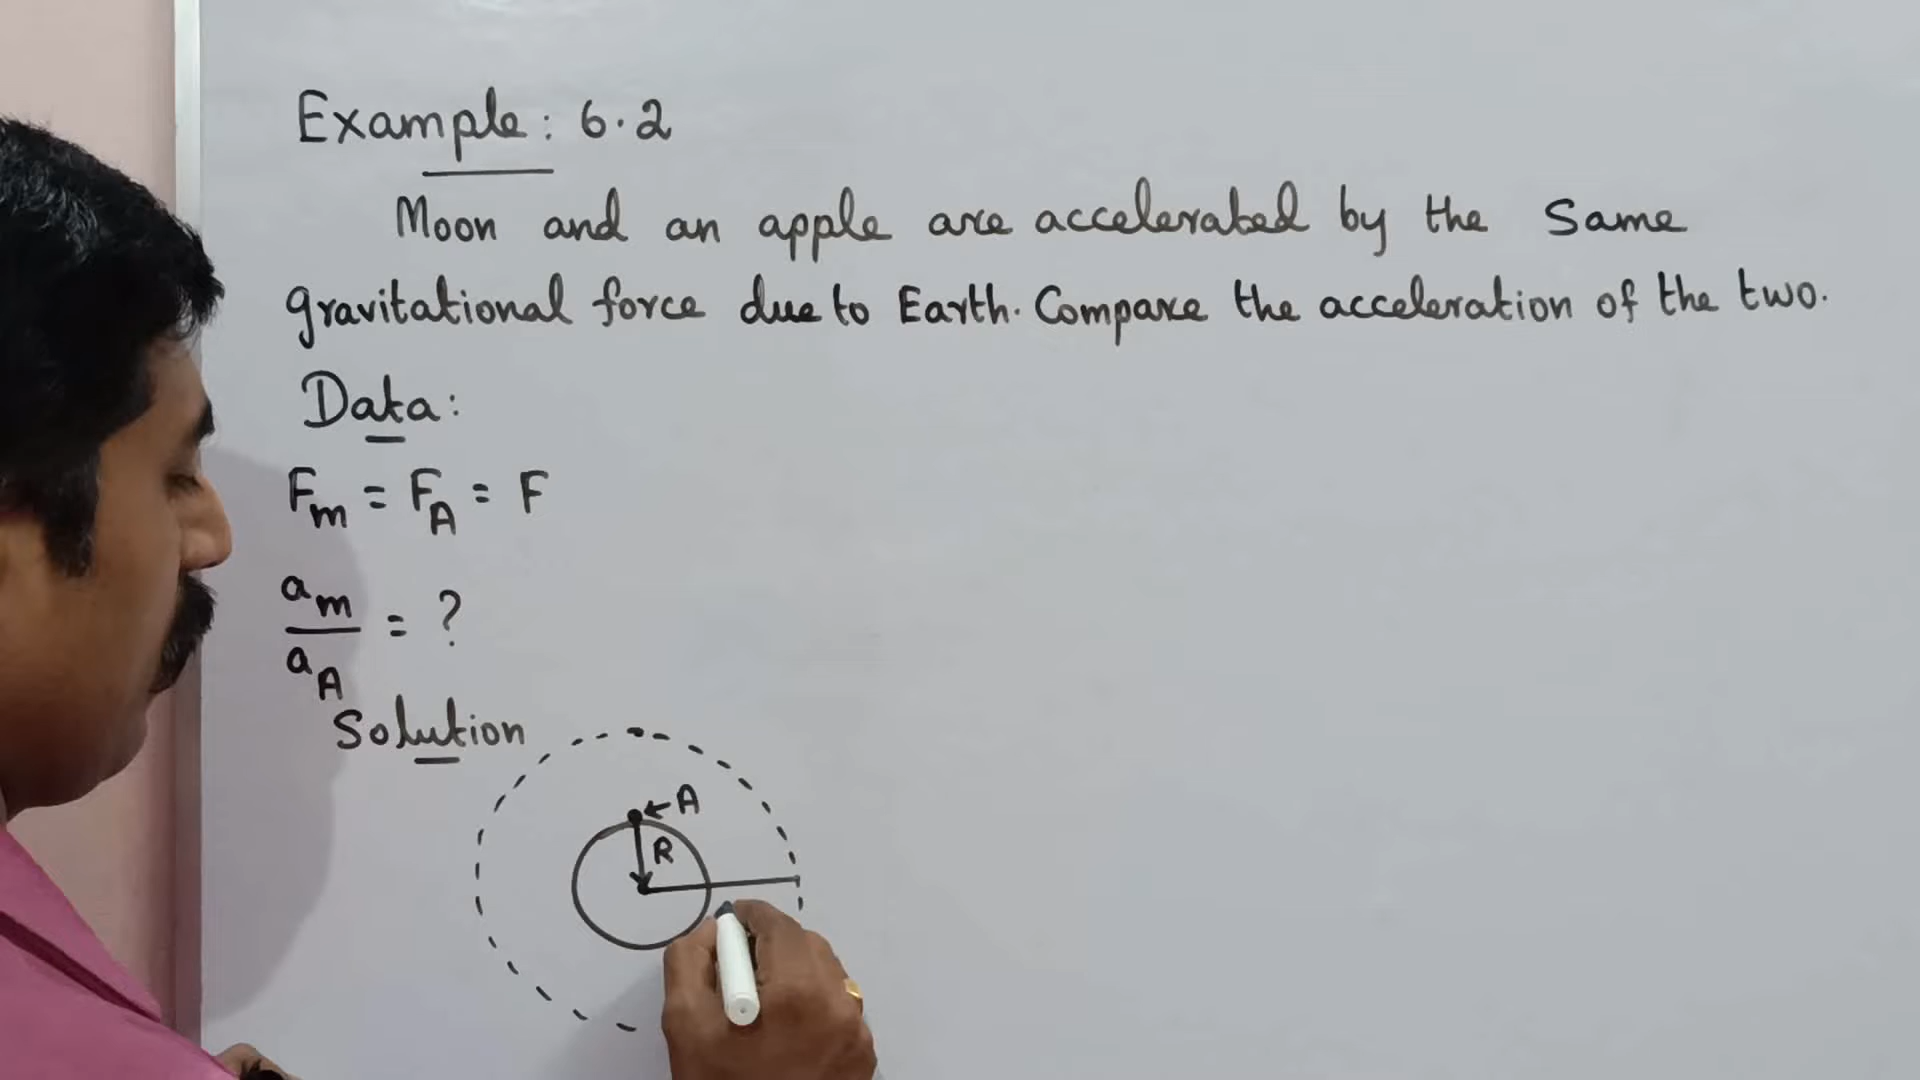 Example: 6.2
Moon and an apple are accelerated by the Same
gravitational force due to Earth. Compare the acceleration of the two.
Data:
Fm = FA = F
am
— = ?
aA
Solution
←A
R